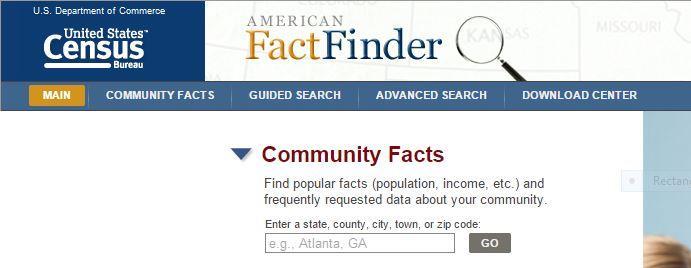 U.S. Department of Commerce
United States™
Census
Bureau
AMERICAN
FactFinder
KANSAS
MISSOURI
MAIN
COMMUNITY FACTS
GUIDED SEARCH
ADVANCED SEARCH
DOWNLOAD CENTER
Community Facts
Find popular facts (population, income, etc.) and
frequently requested data about your community.
Rectan
Enter a state, county, city, town, or zip code:
e.g., Atlanta, GA
GO